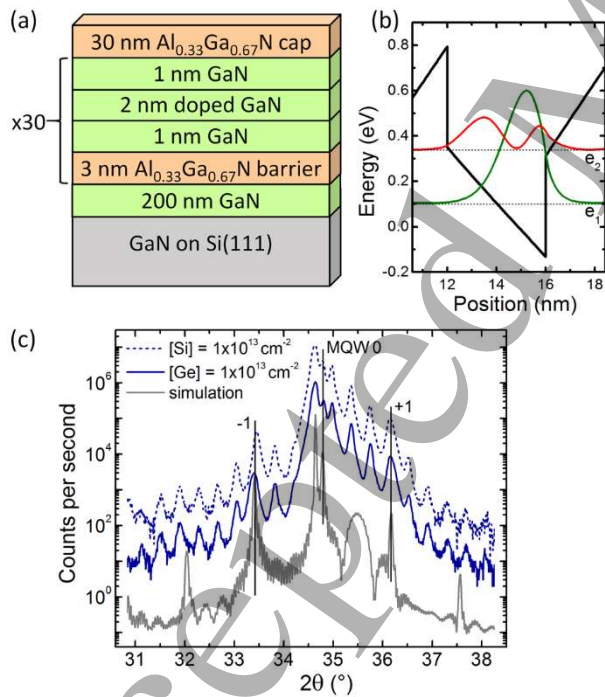 (a)
30 nm Al0.33Ga0.67N cap
1 nm GaN
2 nm doped GaN
1 nm GaN
3 nm Al0.33Ga0.67N barrier
200 nm GaN
GaN on Si(111)
x30
(b)
Energy (eV)
0.8
0.6
0.4
0.2
0.0
-0.2
e2
e1
12 14 16 18
Position (nm)
(c)
[Si] = 1x10^13 cm^-2
[Ge] = 1x10^13 cm^-2
simulation
MQW 0
-1
+1
Counts per second
10^6
10^4
10^2
10^0
31 32 33 34 35 36 37 38
2θ (°)